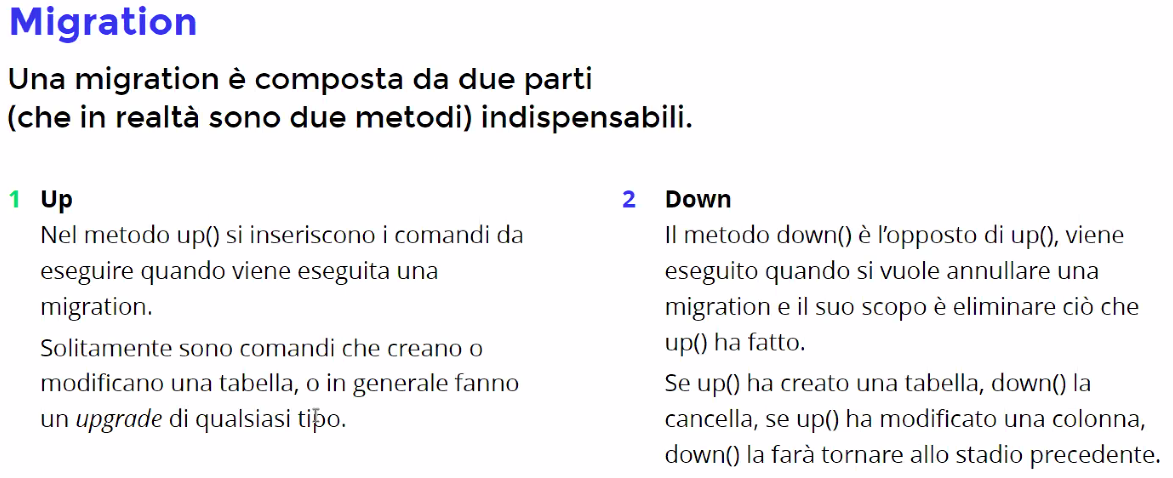 Migration
Una migration è composta da due parti
(che in realtà sono due metodi) indispensabili.
1 Up
Nel metodo up() si inseriscono i comandi da
eseguire quando viene eseguita una
migration.
Solitamente sono comandi che creano o
modificano una tabella, o in generale fanno
un upgrade di qualsiasi tipo.
2 Down
Il metodo down() è l’opposto di up(), viene
eseguito quando si vuole annullare una
migration e il suo scopo è eliminare ciò che
up() ha fatto.
Se up() ha creato una tabella, down() la
cancella, se up() ha modificato una colonna,
down() la farà tornare allo stadio precedente.